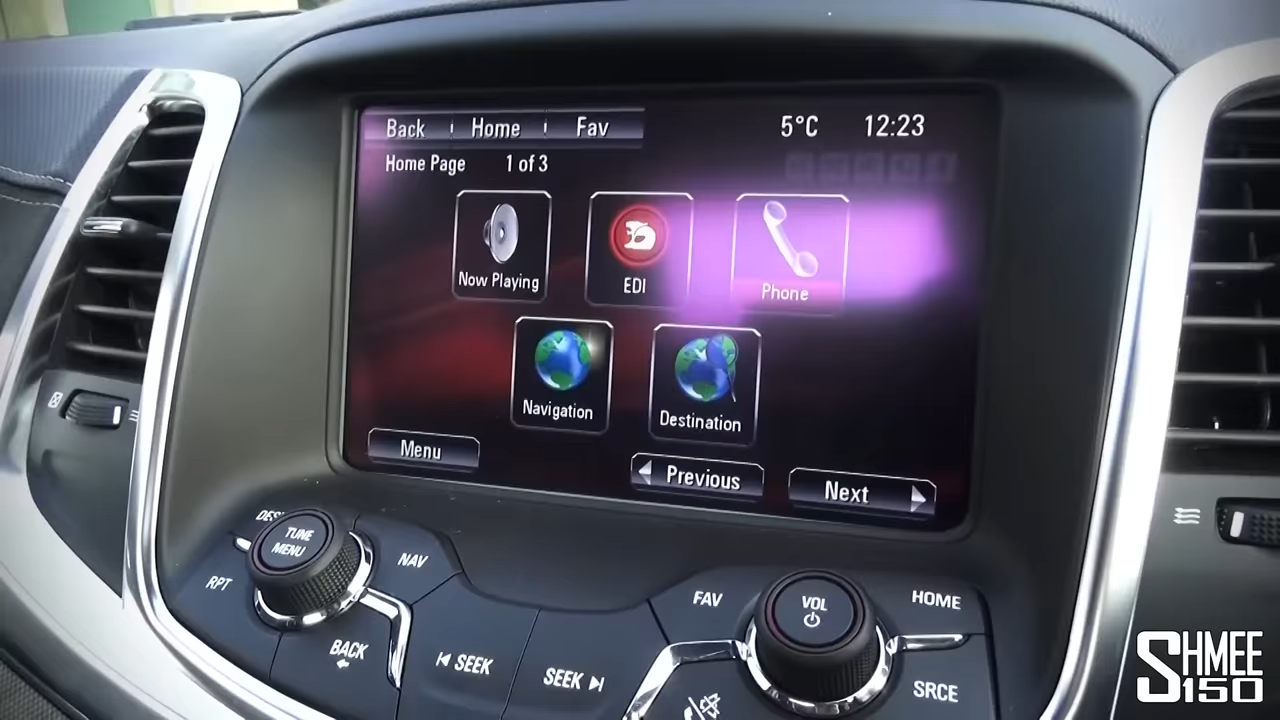 Back Home Fav 5°C 12:23
Home Page 1 of 3
Now Playing EDI Phone
Navigation Destination
Menu Previous Next
TUNE
MENU
NAV
RPT
BACK
SEEK
SEEK
FAV
VOL
HOME
SRCE
SHMEE
150